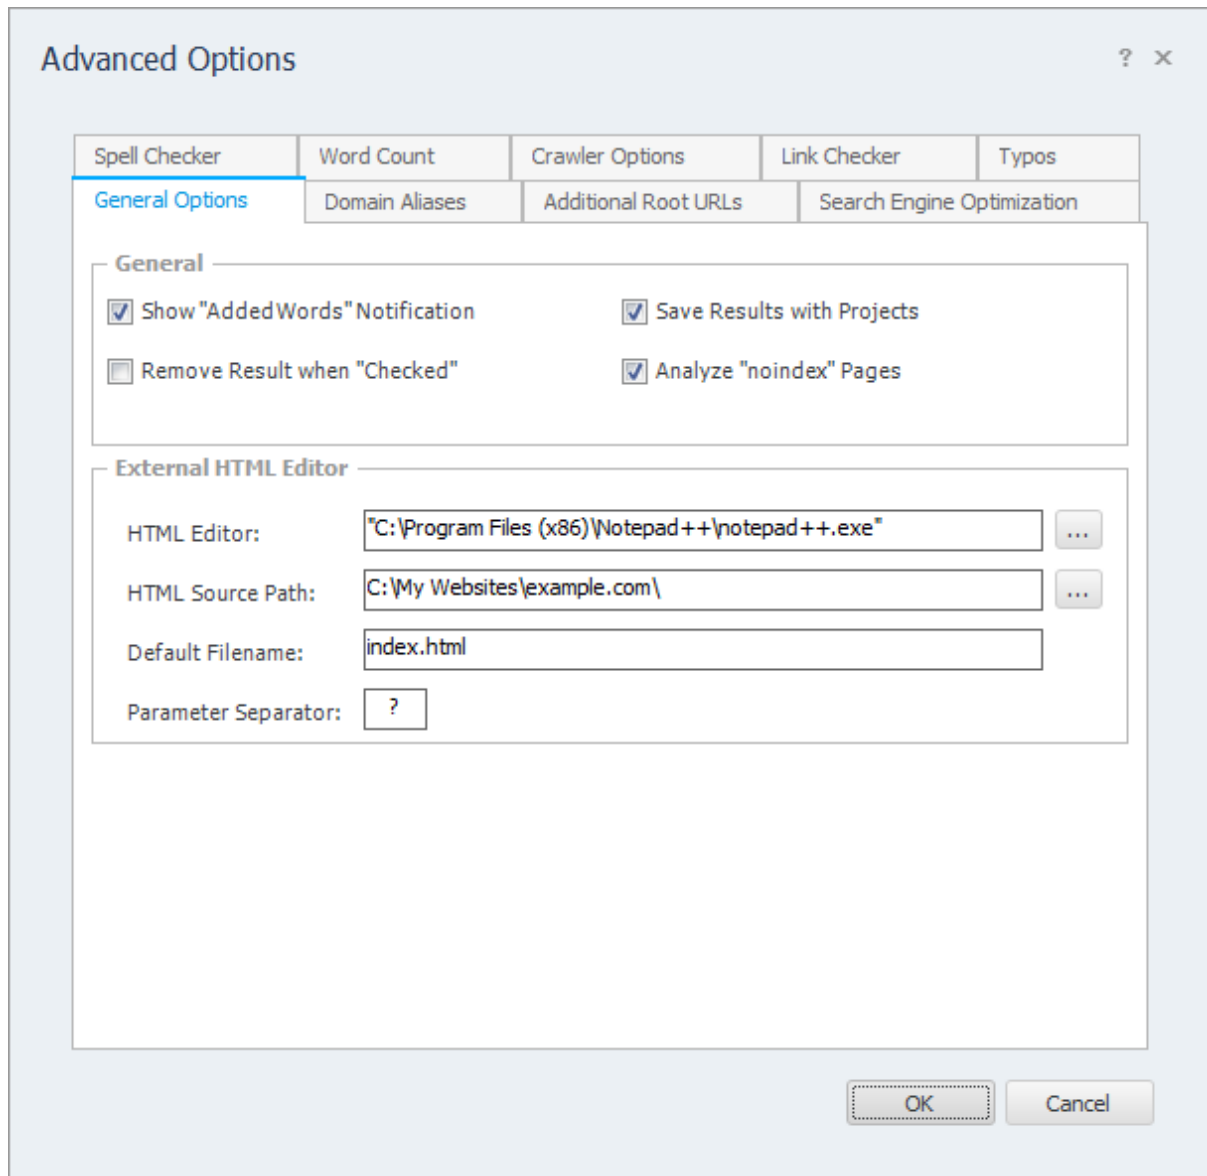 Advanced Options
? ×
Spell Checker Word Count Crawler Options Link Checker Typos
General Options Domain Aliases Additional Root URLs Search Engine Optimization
General
Show "Added Words" Notification Save Results with Projects
Remove Result when "Checked" Analyze "noindex" Pages
External HTML Editor
HTML Editor: "C:\Program Files (x86)\Notepad++\notepad++.exe" ...
HTML Source Path: C:\My Websites\example.com\ ...
Default Filename: index.html
Parameter Separator: ?
OK Cancel